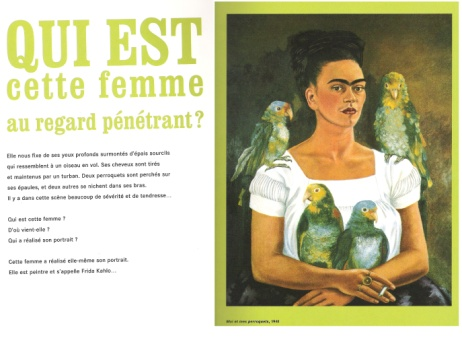 QUI EST
cette femme
au regard pénétrant ?
Elle nous fixe de ses yeux profonds surmontés d'épais sourcils
qui ressemblent à un oiseau en vol. Ses cheveux sont tirés
et maintenus par un turban. Deux perroquets sont perchés sur
ses épaules, et deux autres se nichent dans ses bras.
Il y a dans cette scène beaucoup de sévérité et de tendresse...
Qui est cette femme ?
D'où vient-elle ?
Qui a réalisé son portrait ?
Cette femme a réalisé elle-même son portrait.
Elle est peintre et s'appelle Frida Kahlo...
Moi et mes perroquets, 1941